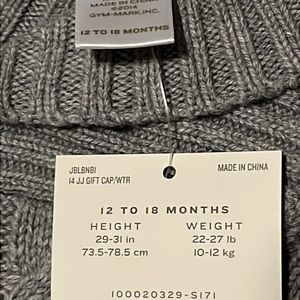 MADE IN CHINA
©2014
GYM-MARK, INC.
12 TO 18 MONTHS
JBLBNBI
14 JJ GIFT CAP/WTR
MADE IN CHINA
12 TO 18 MONTHS
HEIGHT WEIGHT
29-31 in 22-27 lb
73.5-78.5 cm 10-12 kg
100020329-S171